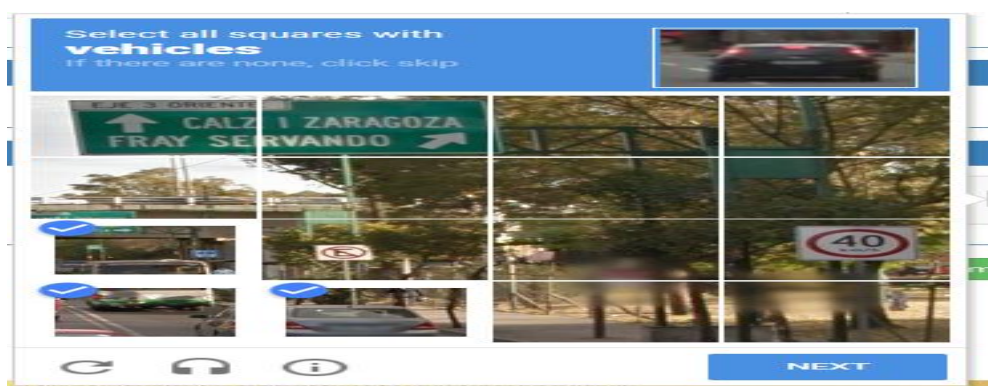 Select all squares with
vehicles
If there are none, click skip
EJE 3 ORIENTE
CALZ I ZARAGOZA
FRAY SERVANDO
40
NEXT